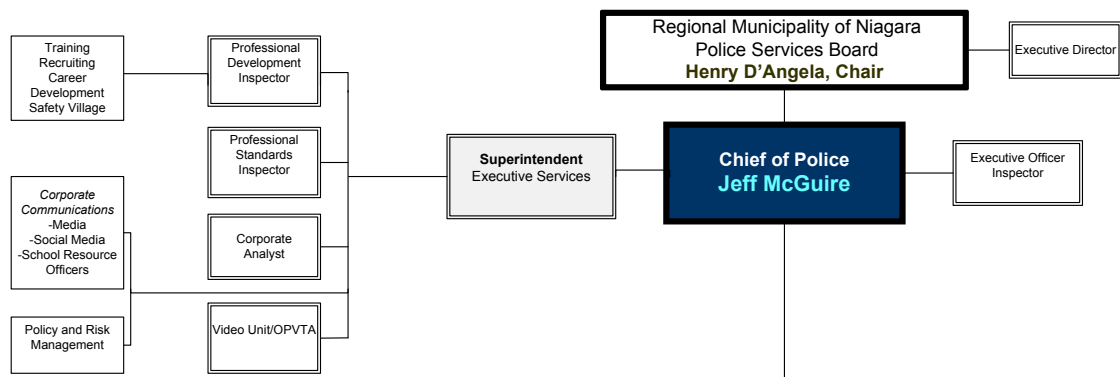 Regional Municipality of Niagara
Police Services Board
Henry D'Angela, Chair
Executive Director
Training
Recruiting
Career
Development
Safety Village
Professional
Development
Inspector
Professional
Standards
Inspector
Superintendent
Executive Services
Chief of Police
Jeff McGuire
Executive Officer
Inspector
Corporate
Communications
-Media
-Social Media
-School Resource
Officers
Corporate
Analyst
Policy and Risk
Management
Video Unit/OPVTA